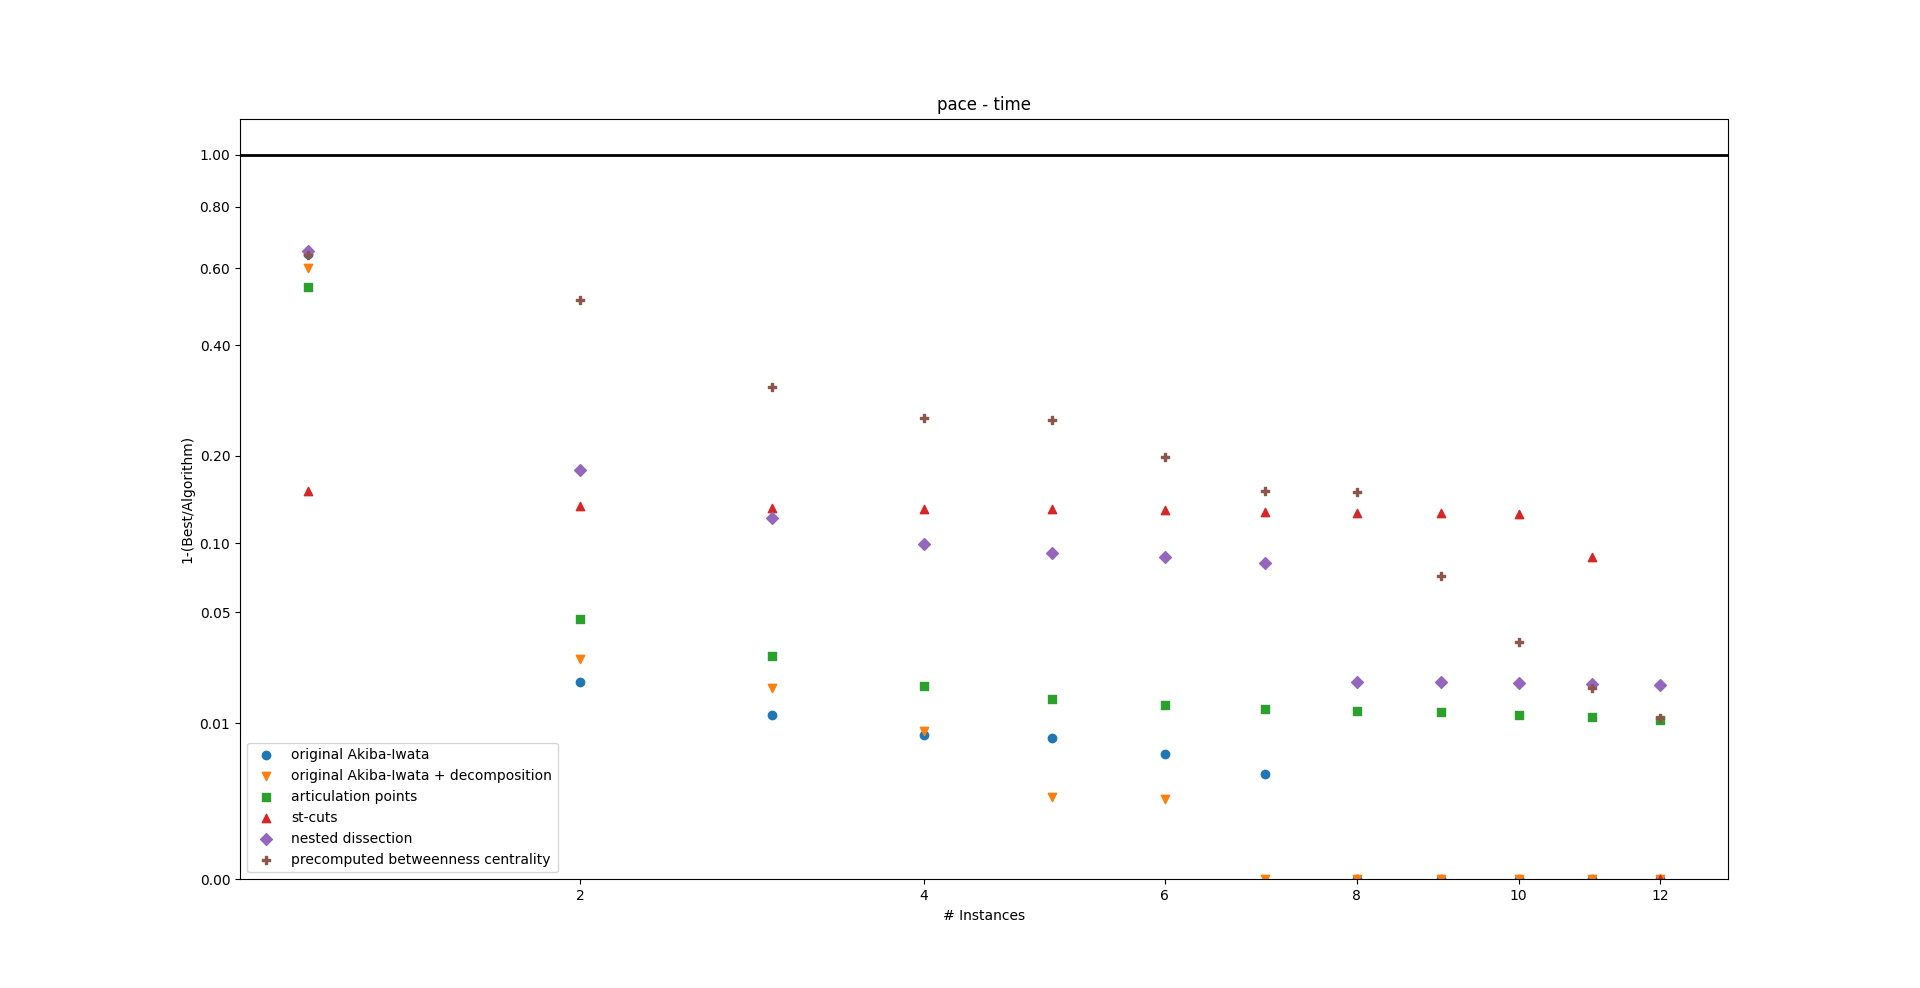 pace - time
1.00
0.80
0.60
0.40
0.20
0.10
0.05
0.01
0.00
1-(Best/Algorithm)
original Akiba-Iwata
original Akiba-Iwata + decomposition
articulation points
st-cuts
nested dissection
precomputed betweenness centrality
2 4 6 8 10 12
# Instances